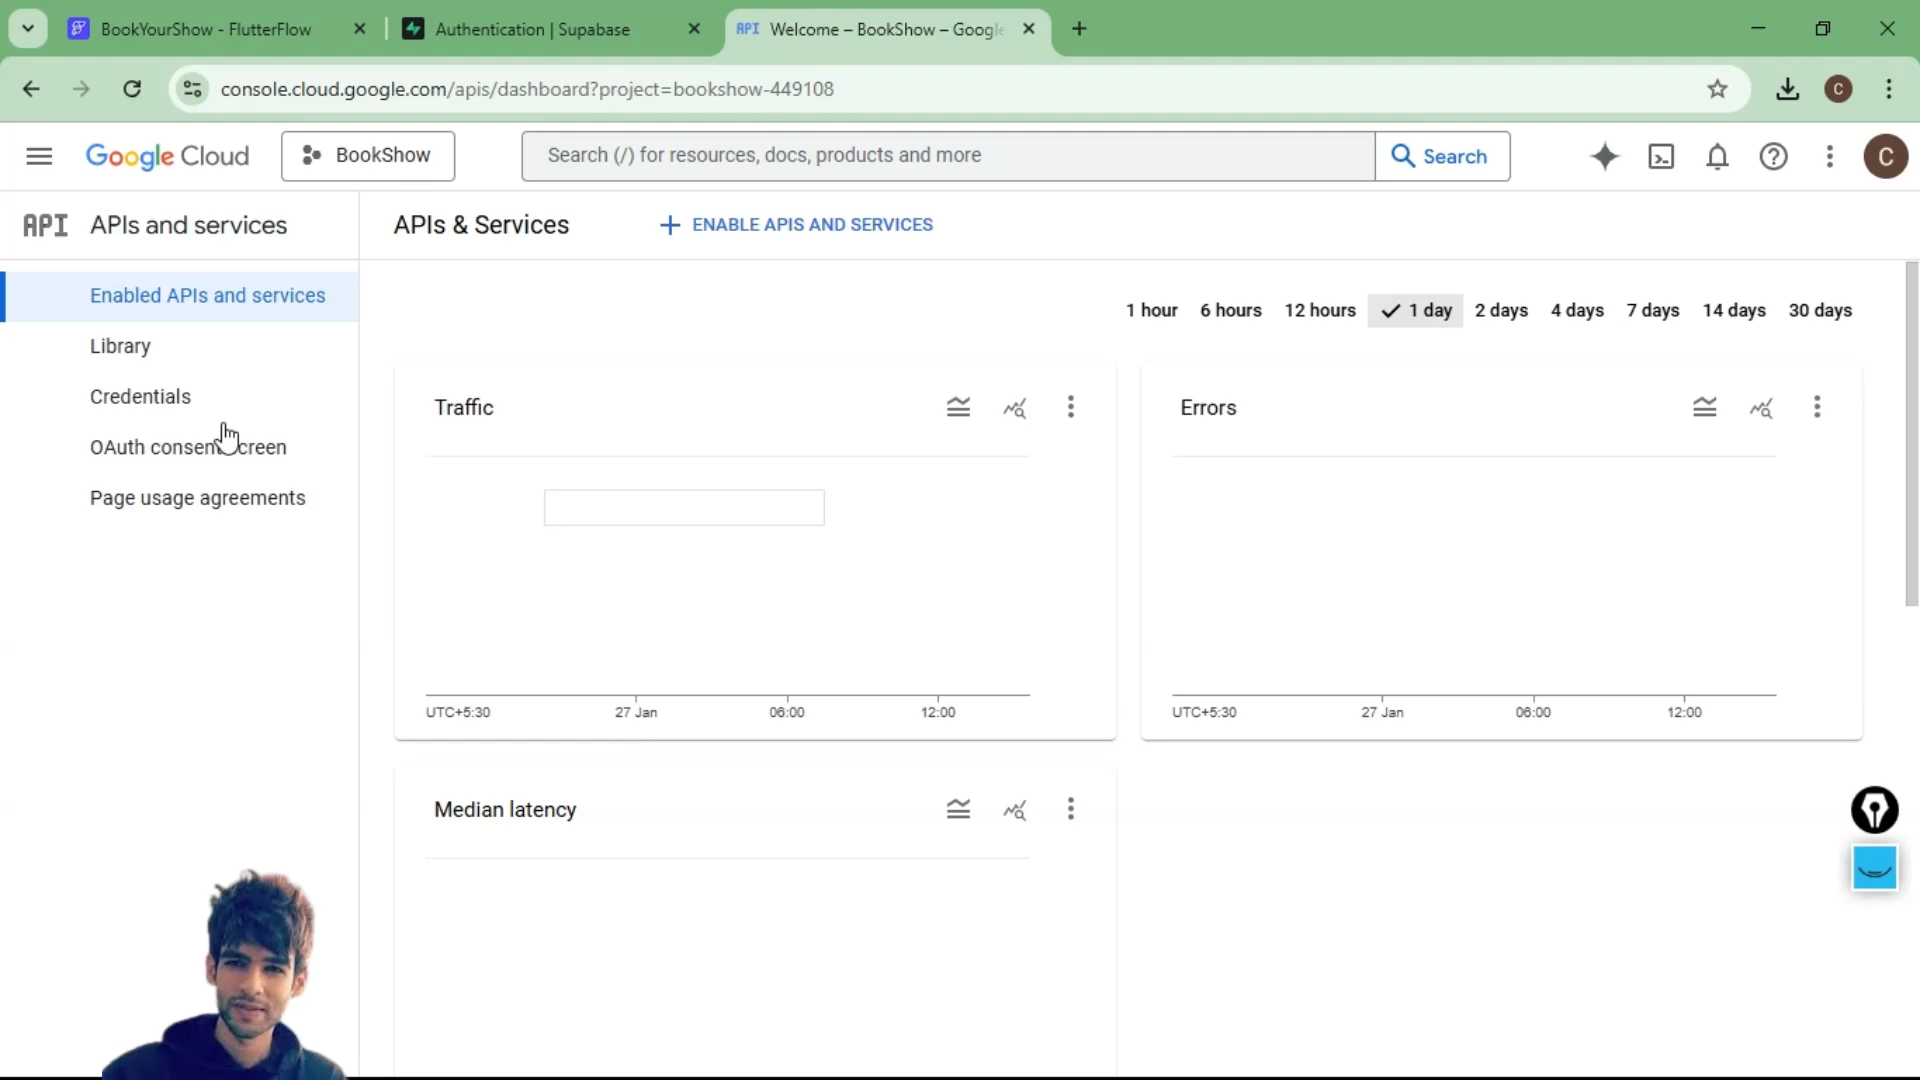 BookYourShow - FlutterFlow
Authentication | Supabase
API Welcome – BookShow – Google
console.cloud.google.com/apis/dashboard?project=bookshow-449108
C
Google Cloud
BookShow
Search (/) for resources, docs, products and more
Search
C
API APIs and services
APIs & Services
ENABLE APIS AND SERVICES
Enabled APIs and services
Library
Credentials
OAuth consent screen
Page usage agreements
1 hour 6 hours 12 hours 1 day 2 days 4 days 7 days 14 days 30 days
Traffic
UTC+5:30 27 Jan 06:00 12:00
Errors
UTC+5:30 27 Jan 06:00 12:00
Median latency